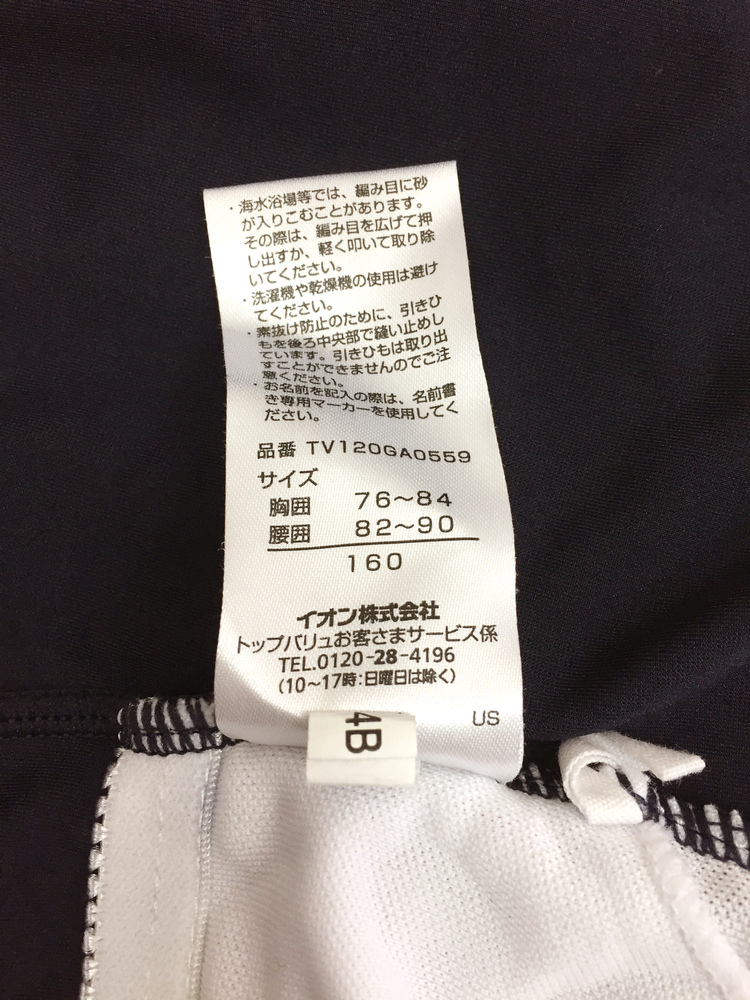 ・海水浴場等では、編み目に砂
が入りこむことがあります。
その際は、編み目を広げて押
し出すか、軽く叩いて取り除
いてください。
・洗濯機や乾燥機の使用は避け
てください。
・素抜け防止のために、引きひ
もを後ろ中央部で縫い止めし
ています。引きひもは取り出
すことができませんのでご注
意ください。
・お名前を記入の際は、名前書
き専用マーカーを使用してく
ださい。
品番 TV120GA0559
サイズ
胸囲 76～84
腰囲 82～90
160
イオン株式会社
トップバリュお客さまサービス係
TEL.0120-28-4196
(10～17時:日曜日は除く)
US
4B